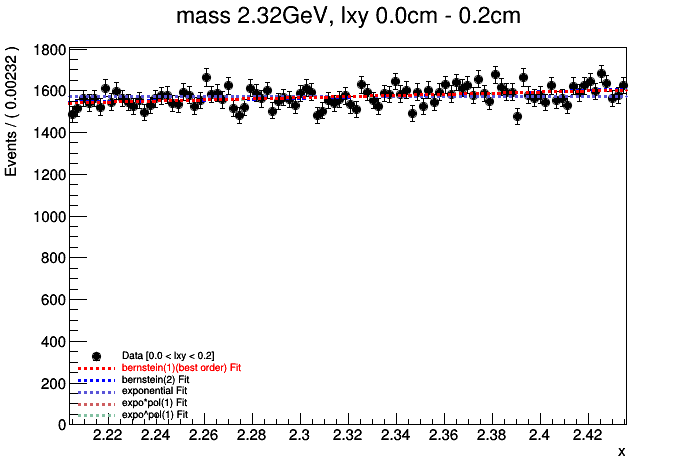 mass 2.32GeV, lxy 0.0cm - 0.2cm
Events / ( 0.00232 )
1800
1600
1400
1200
1000
800
600
400
200
0
Data [0.0 < lxy < 0.2]
bernstein(1)(best order) Fit
bernstein(2) Fit
exponential Fit
expo*pol(1) Fit
expo^pol(1) Fit
2.22 2.24 2.26 2.28 2.3 2.32 2.34 2.36 2.38 2.4 2.42
x